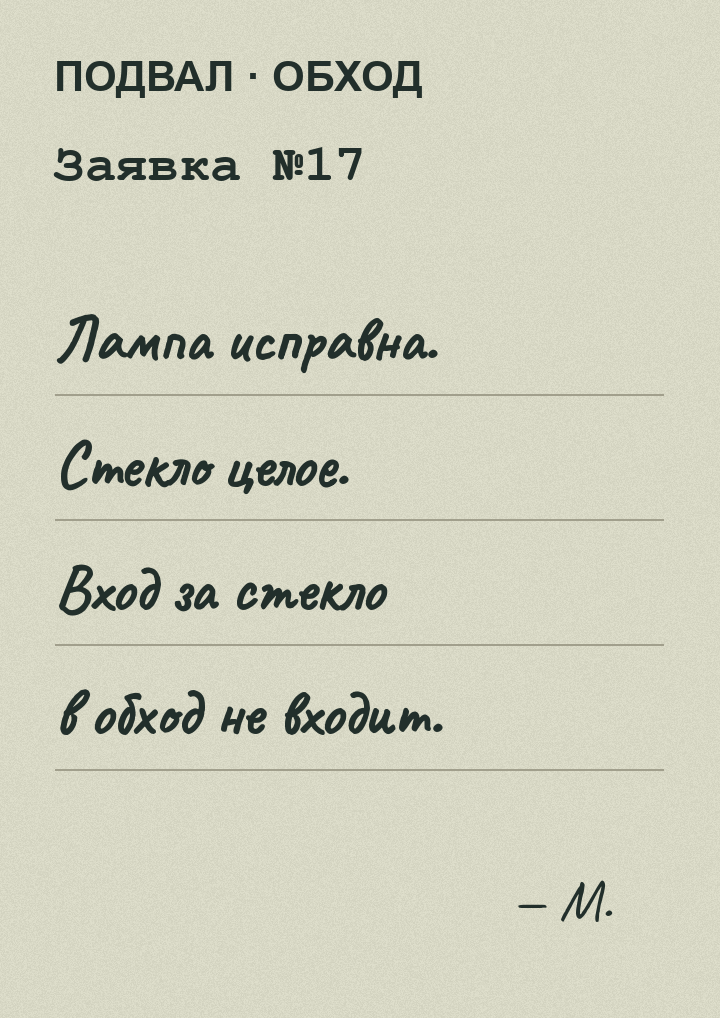 ПОДВАЛ · ОБХОД
Заявка №17
Лампа исправна.
Стекло целое.
Вход за стекло
в обход не входит.
— М.